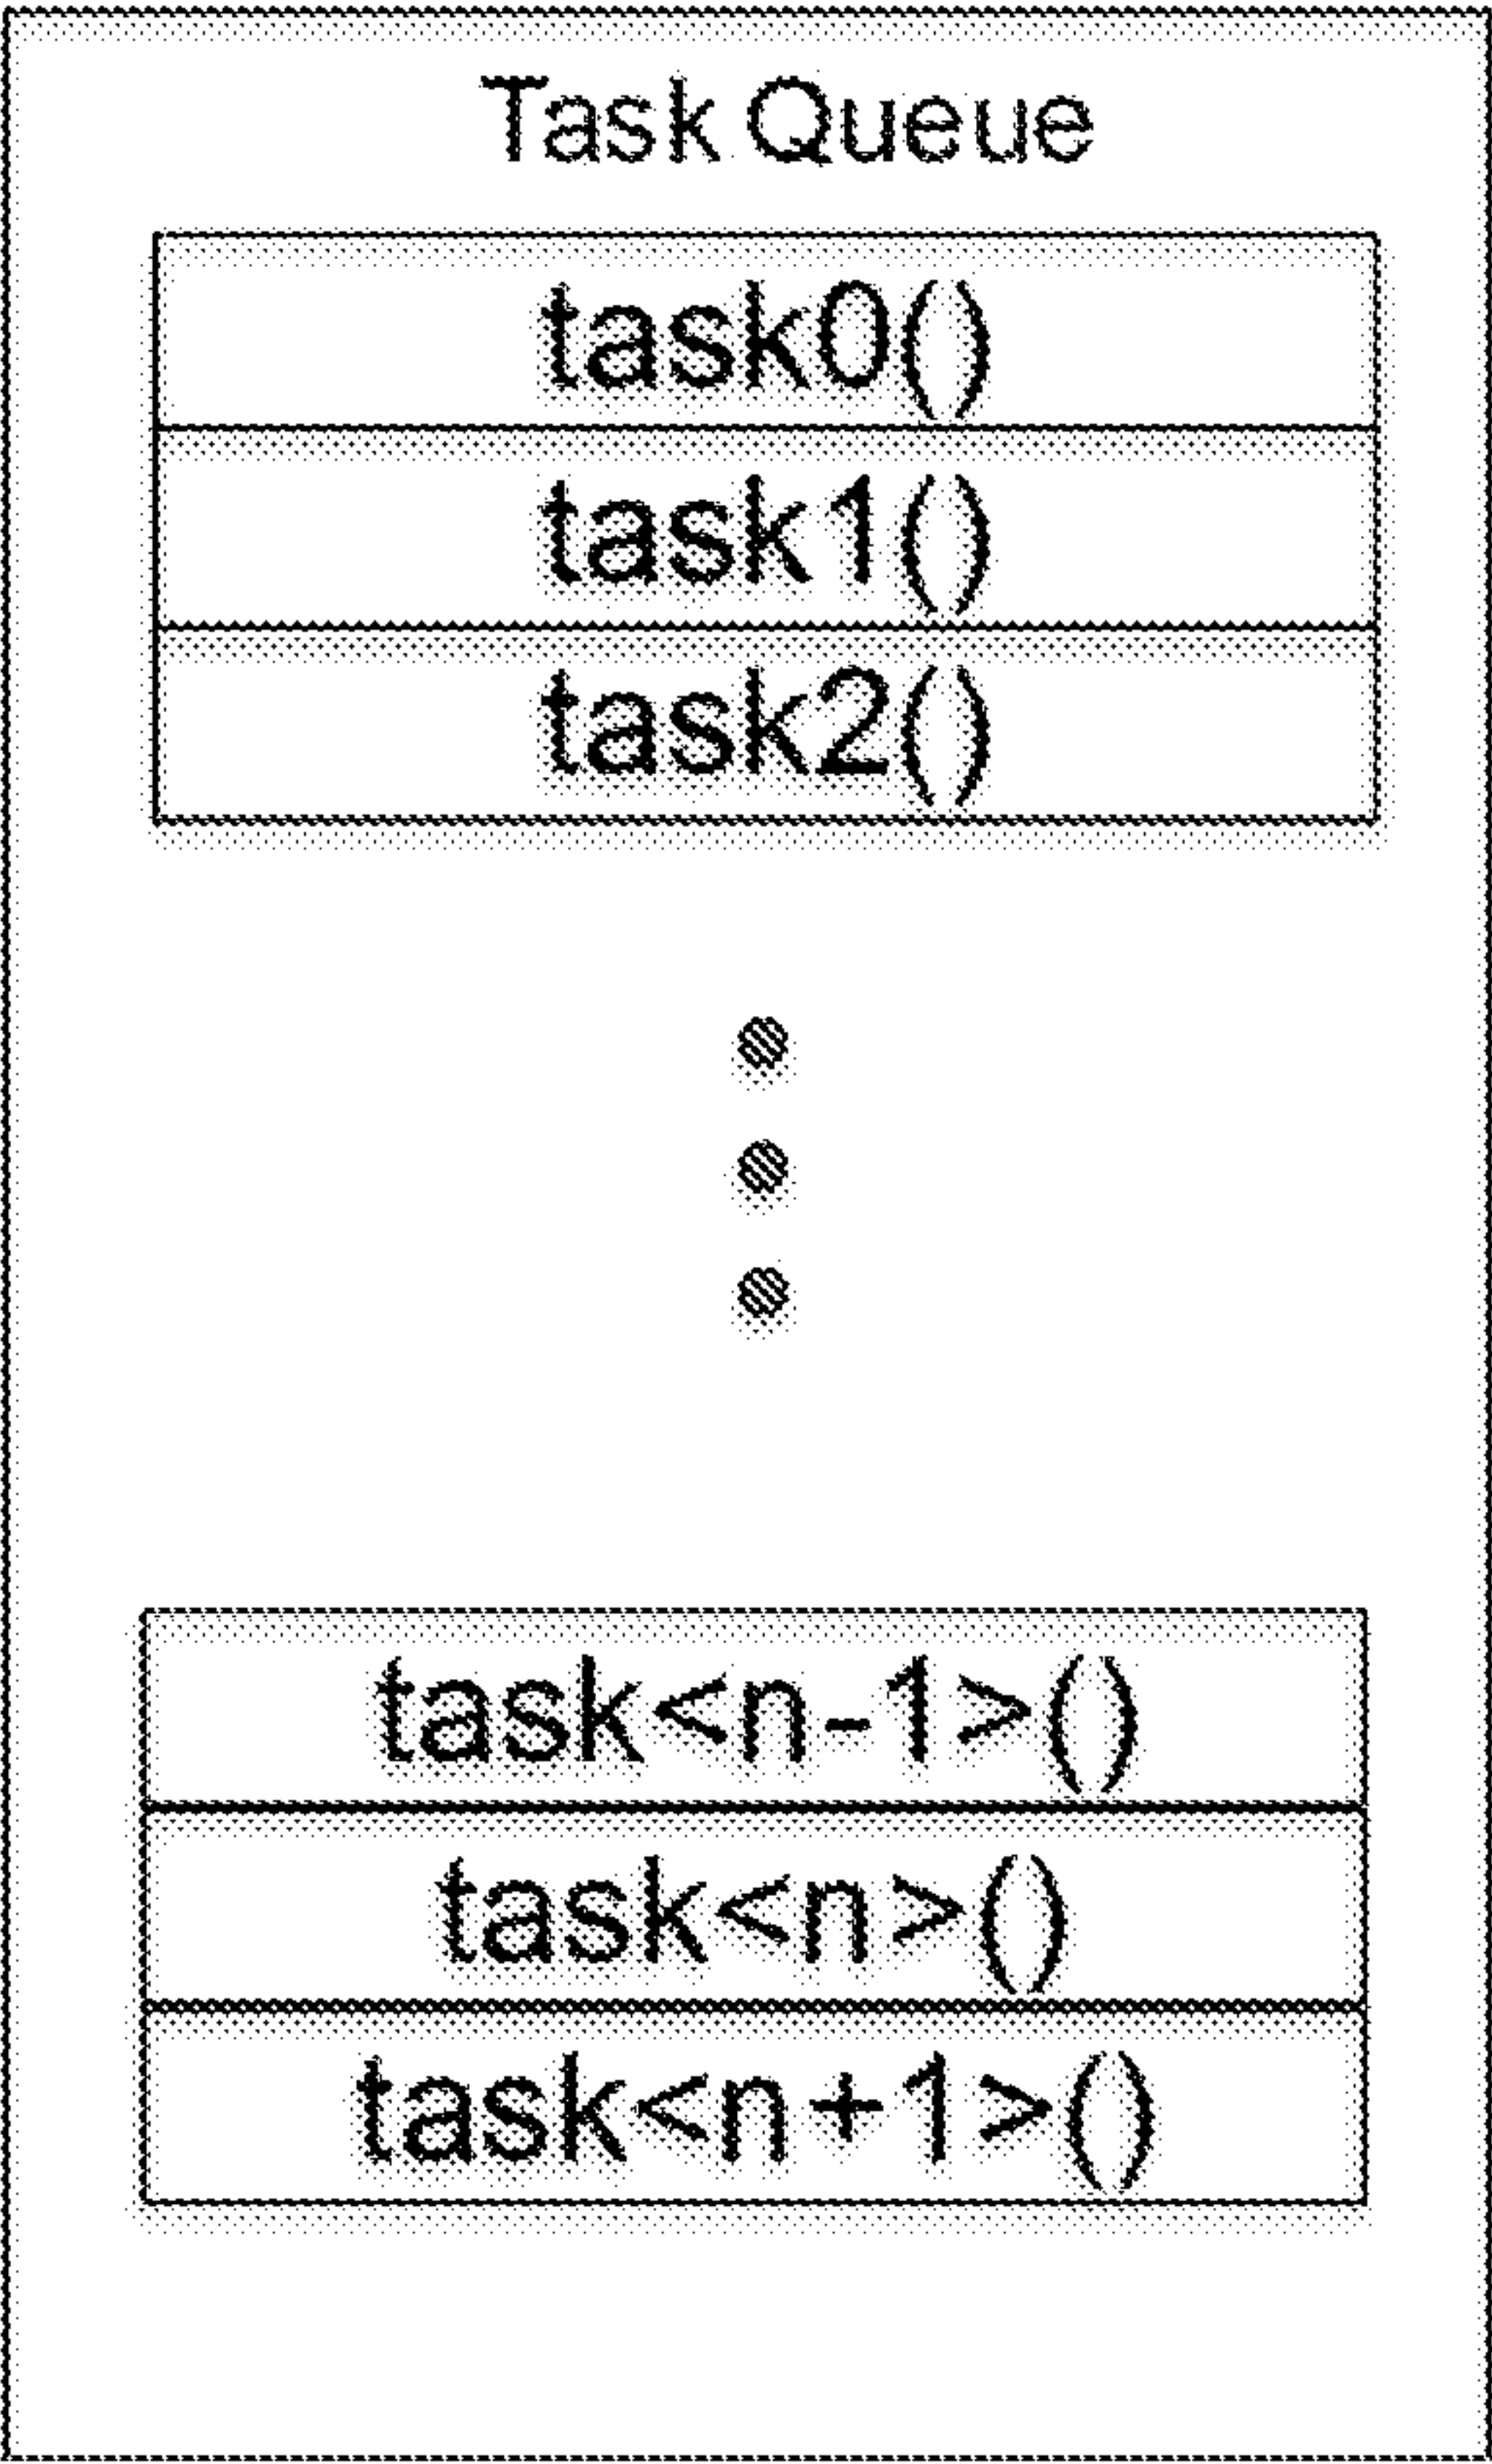 Task Queue
task0()
task1()
task2()
task<n-1>()
task<n>()
task<n+1>()